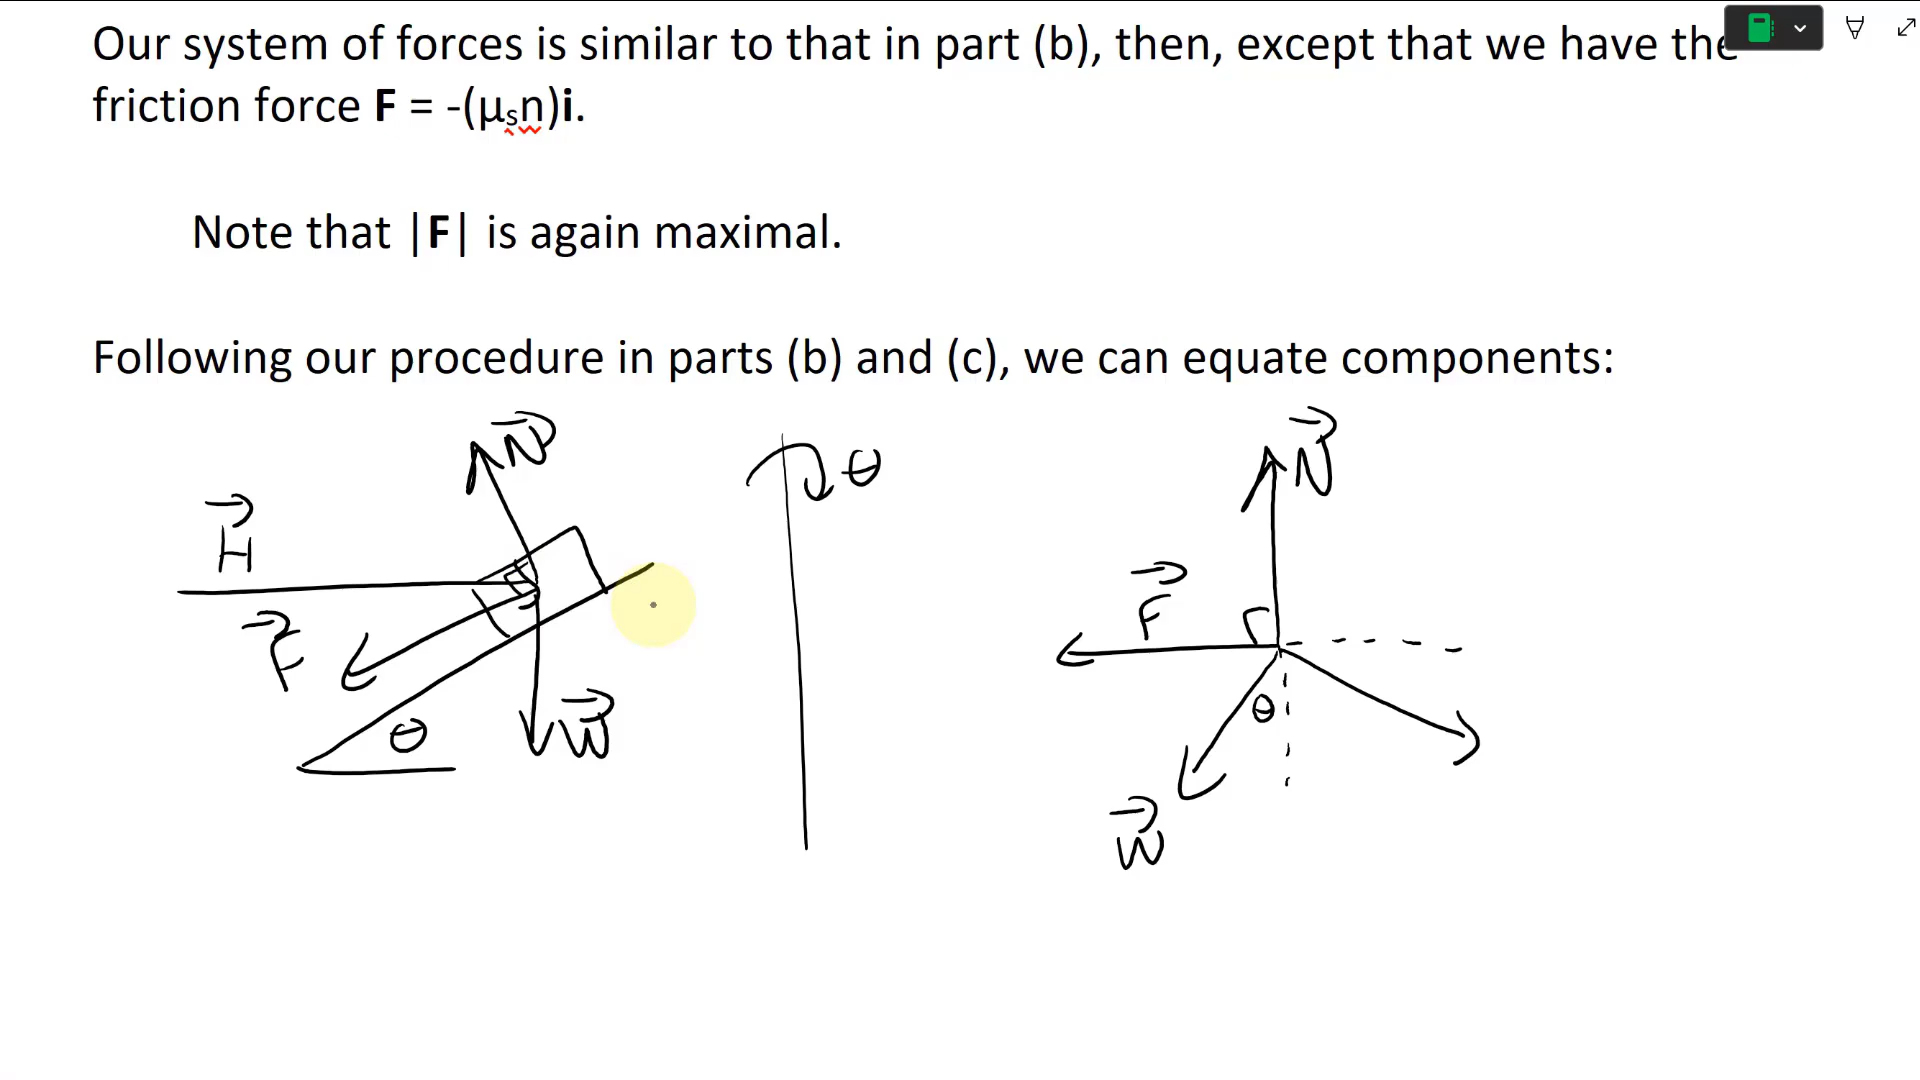 Our system of forces is similar to that in part (b), then, except that we have the
friction force F = -(μₛn)i.
Note that |F| is again maximal.
Following our procedure in parts (b) and (c), we can equate components:
N⃗
H⃗
F⃗
W⃗
θ
θ
N⃗
F⃗
θ
W⃗